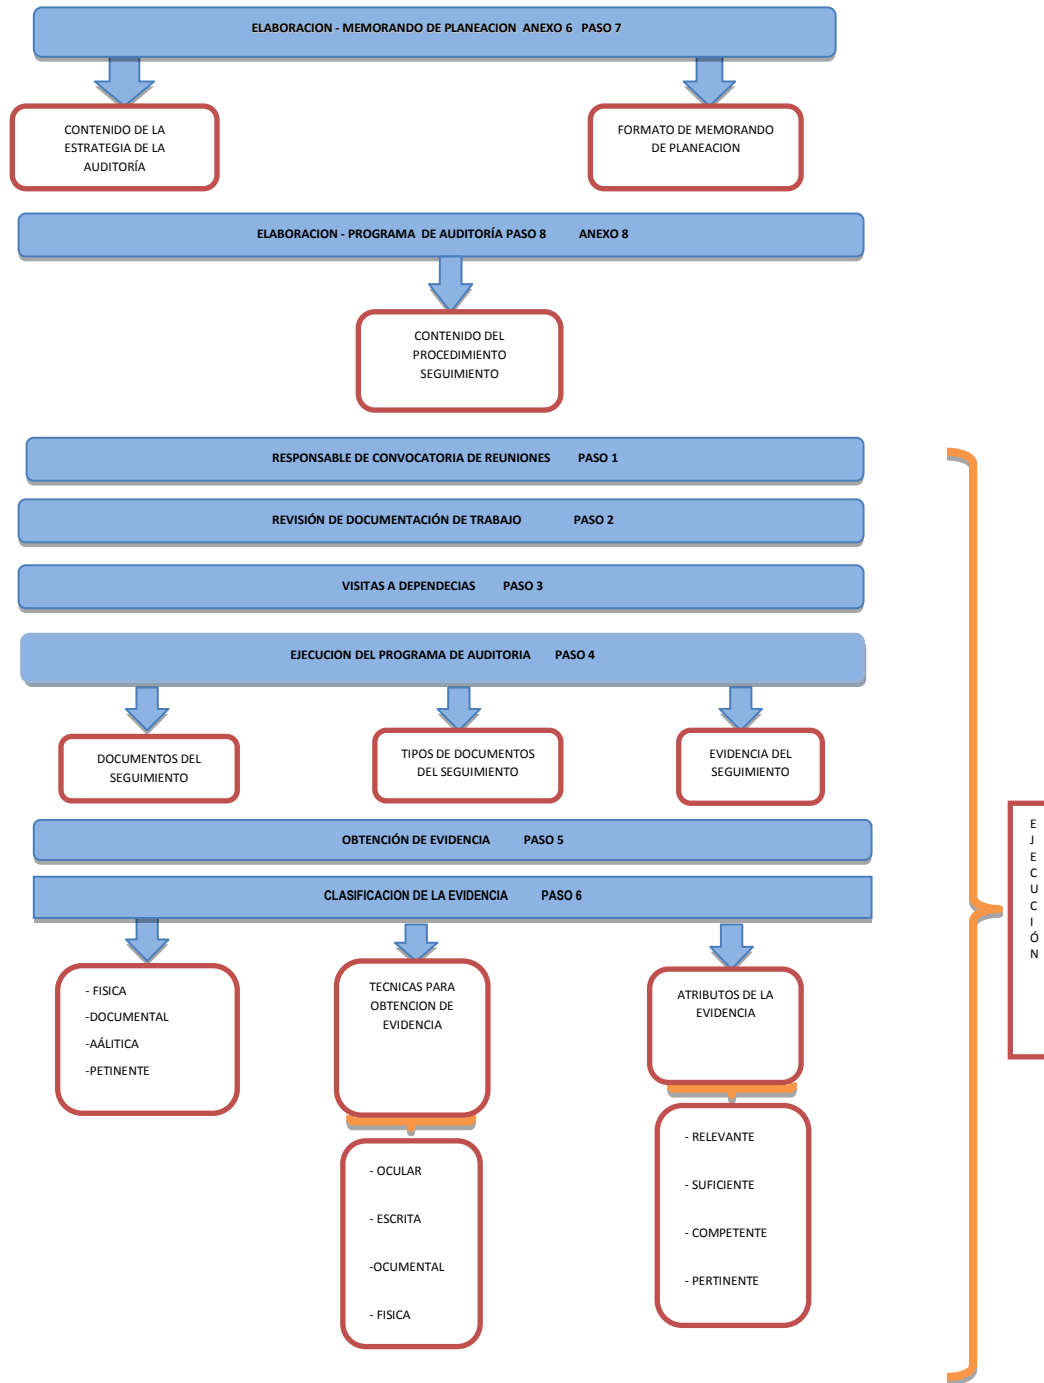 ELABORACION - MEMORANDO DE PLANEACION ANEXO 6 PASO 7
CONTENIDO DE LA
ESTRATEGIA DE LA
AUDITORÍA
FORMATO DE MEMORANDO
DE PLANEACION
ELABORACION - PROGRAMA DE AUDITORÍA PASO 8 ANEXO 8
CONTENIDO DEL
PROCEDIMIENTO
SEGUIMIENTO
RESPONSABLE DE CONVOCATORIA DE REUNIONES PASO 1
REVISIÓN DE DOCUMENTACIÓN DE TRABAJO PASO 2
VISITAS A DEPENDECIAS PASO 3
EJECUCION DEL PROGRAMA DE AUDITORIA PASO 4
DOCUMENTOS DEL
SEGUIMIENTO
TIPOS DE DOCUMENTOS
DEL SEGUIMIENTO
EVIDENCIA DEL
SEGUIMIENTO
OBTENCIÓN DE EVIDENCIA PASO 5
CLASIFICACION DE LA EVIDENCIA PASO 6
- FISICA
-DOCUMENTAL
-AÁLITICA
-PETINENTE
TECNICAS PARA
OBTENCION DE
EVIDENCIA
- OCULAR
- ESCRITA
-OCUMENTAL
- FISICA
ATRIBUTOS DE LA
EVIDENCIA
- RELEVANTE
- SUFICIENTE
- COMPETENTE
- PERTINENTE
E
J
E
C
U
C
I
Ó
N